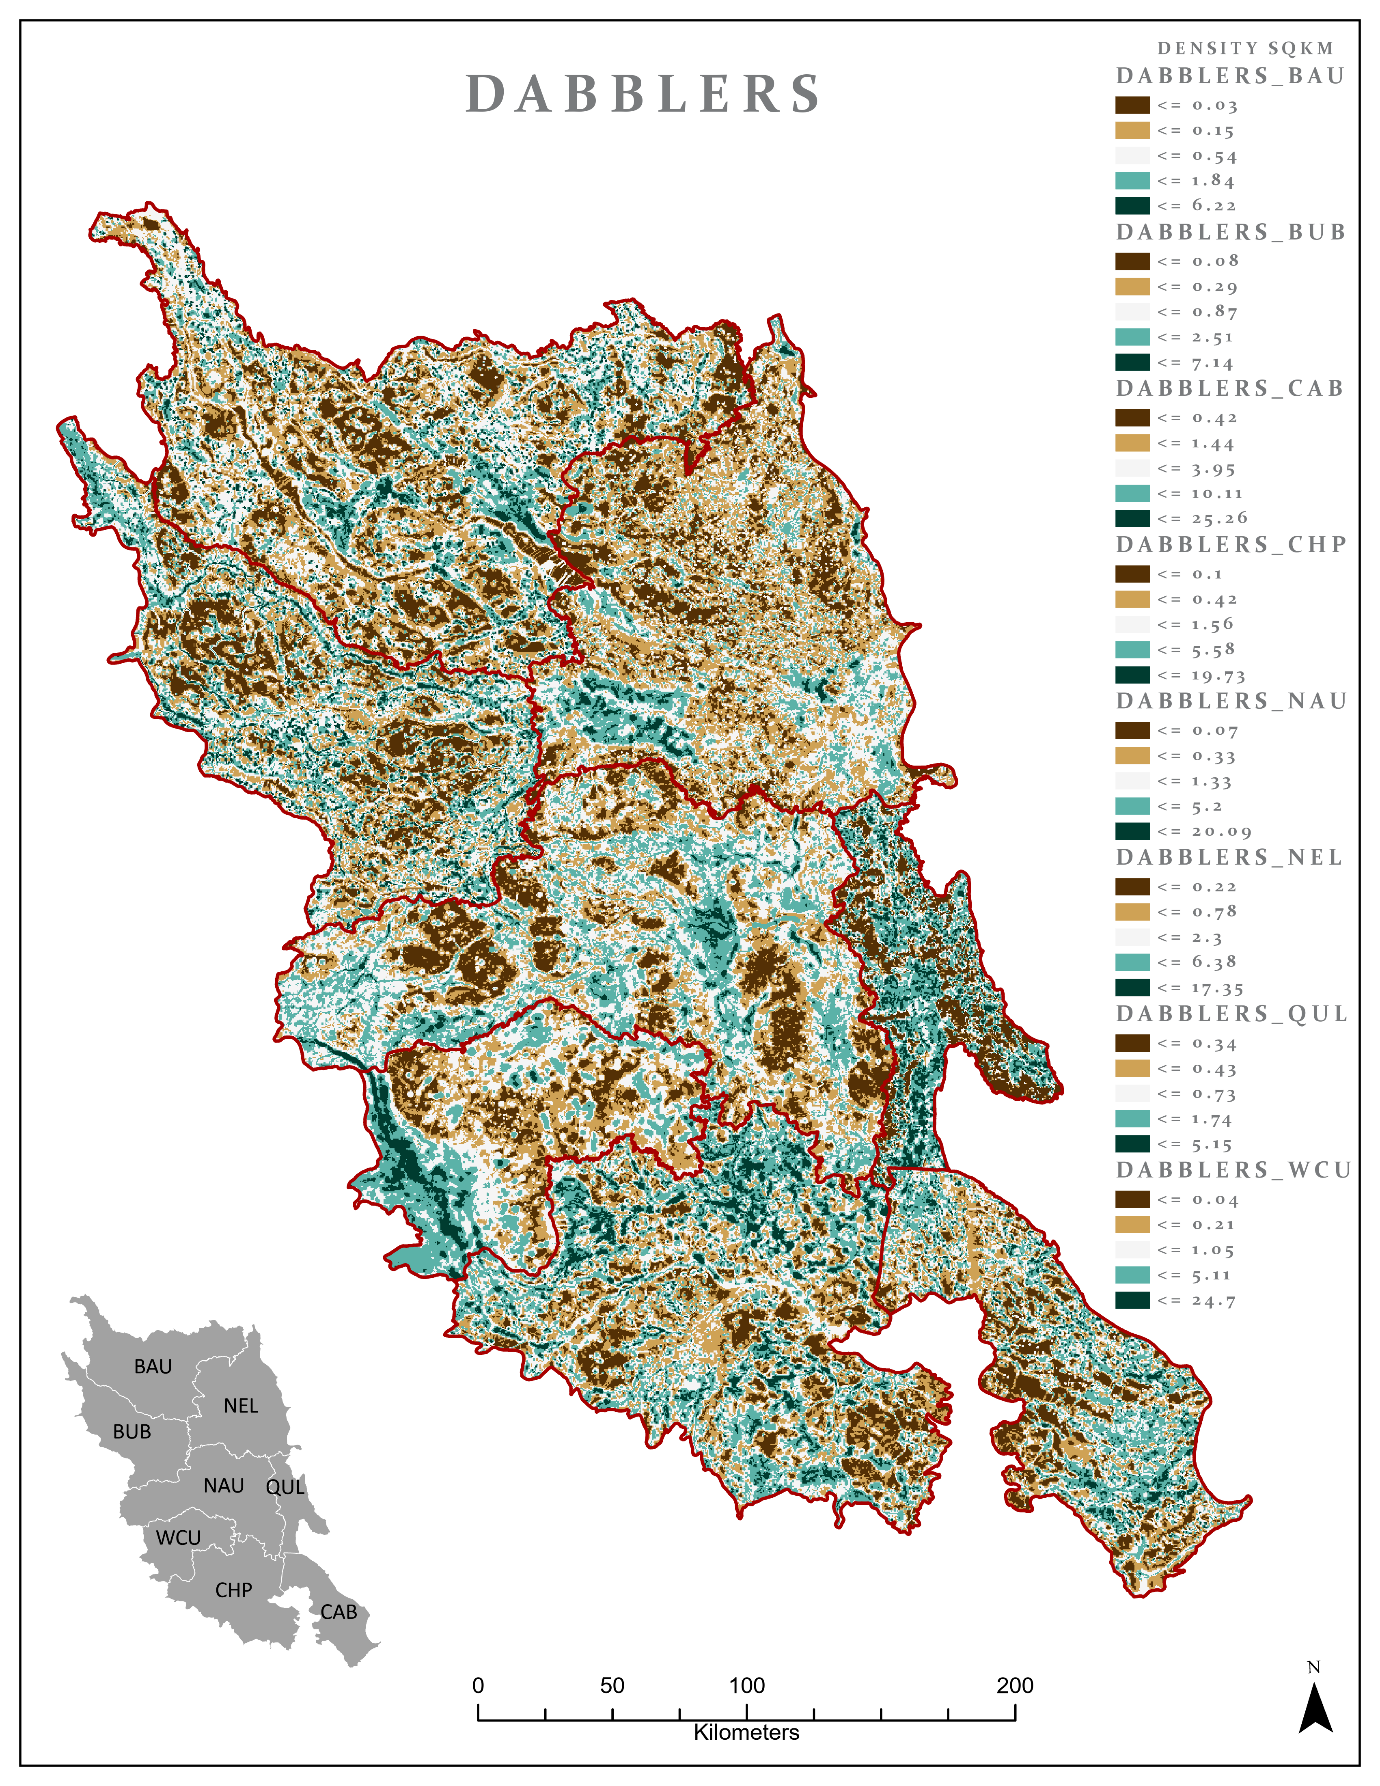 DABBLERS
DENSITY SQKM
DABBLERS_BAU
<= 0.03
<= 0.15
<= 0.54
<= 1.84
<= 6.22
DABBLERS_BUB
<= 0.08
<= 0.29
<= 0.87
<= 2.51
<= 7.14
DABBLERS_CAB
<= 0.42
<= 1.44
<= 3.95
<= 10.11
<= 25.26
DABBLERS_CHP
<= 0.1
<= 0.42
<= 1.56
<= 5.58
<= 19.73
DABBLERS_NAU
<= 0.07
<= 0.33
<= 1.33
<= 5.2
<= 20.09
DABBLERS_NEL
<= 0.22
<= 0.78
<= 2.3
<= 6.38
<= 17.35
DABBLERS_QUL
<= 0.34
<= 0.43
<= 0.73
<= 1.74
<= 5.15
DABBLERS_WCU
<= 0.04
<= 0.21
<= 1.05
<= 5.11
<= 24.7
BAU
NEL
BUB
NAU QUL
WCU
CHP
CAB
0 50 100 200
Kilometers
N